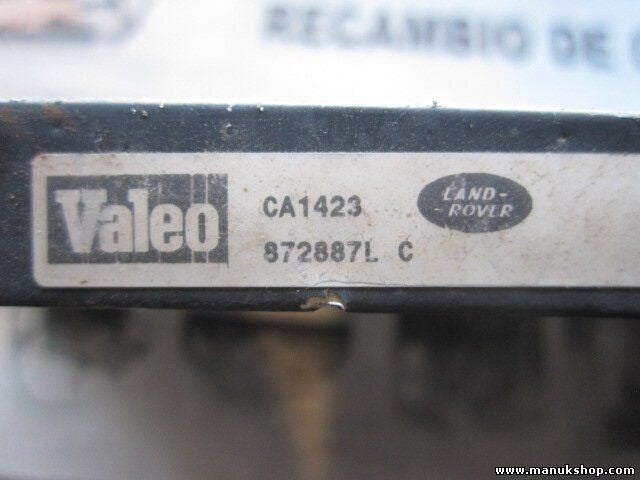 RECAMBIO DE
Valeo
CA1423
872887L C
LAND-
-ROVER
www.manukshop.com